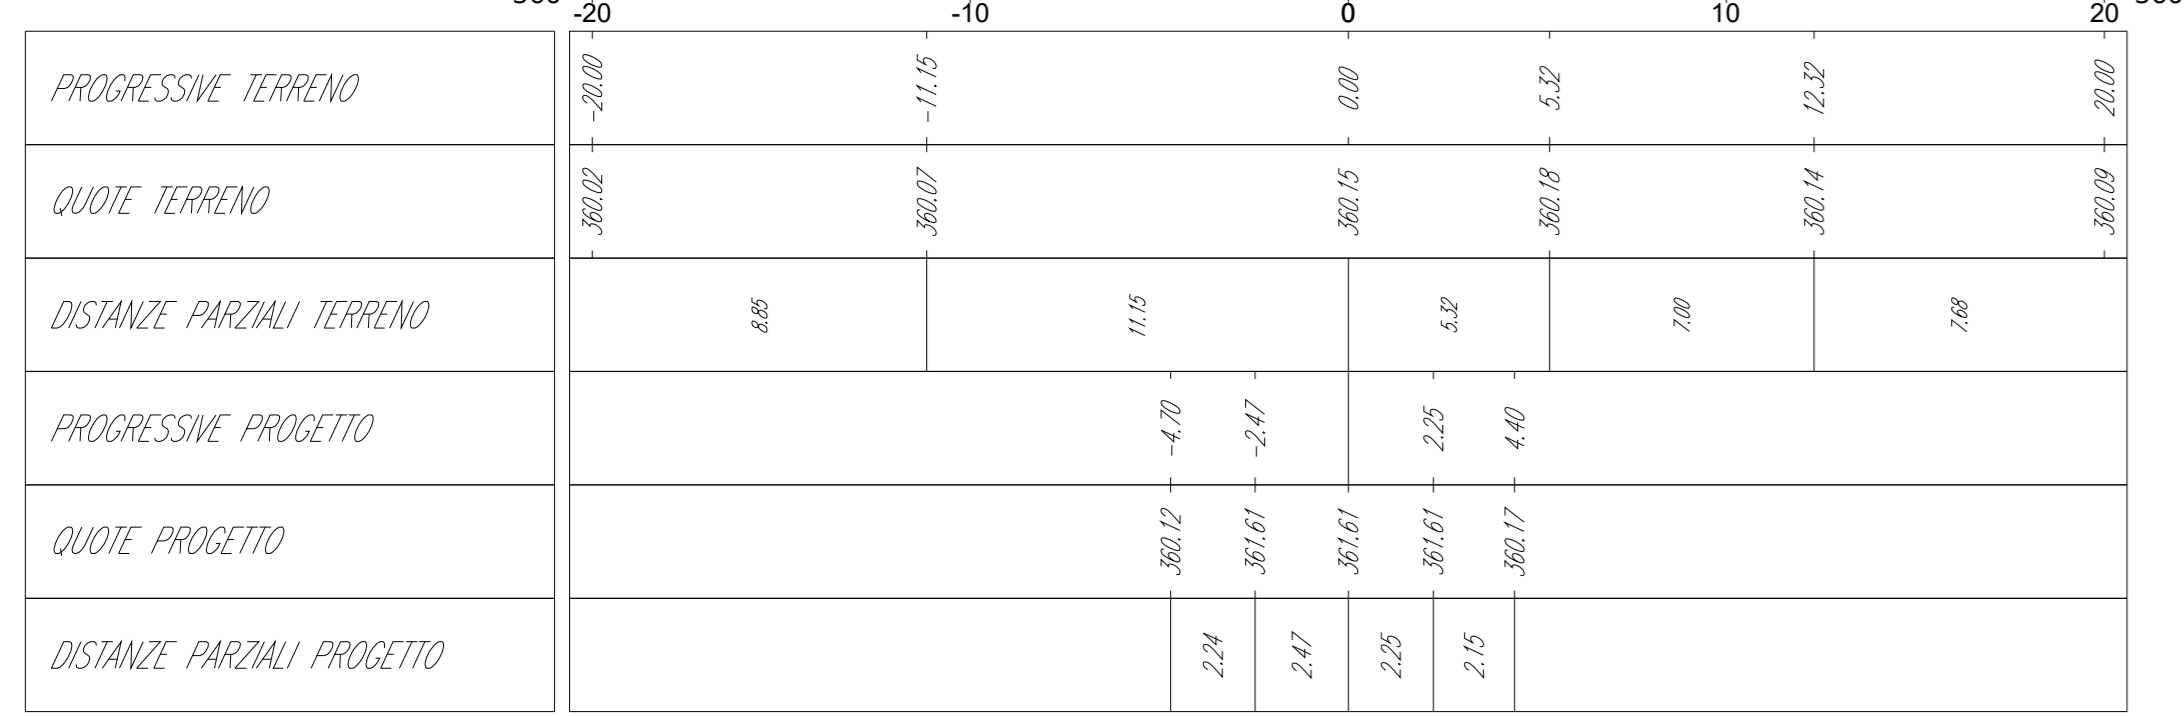 -20 -10 0 10 20
PROGRESSIVE TERRENO -20.00 -11.15 0.00 5.32 12.32 20.00
QUOTE TERRENO 360.02 360.07 360.15 360.18 360.14 360.09
DISTANZE PARZIALI TERRENO 8.85 11.15 5.32 7.00 7.68
PROGRESSIVE PROGETTO -4.70 -2.47 2.25 4.40
QUOTE PROGETTO 360.12 361.61 361.61 361.61 360.17
DISTANZE PARZIALI PROGETTO 2.24 2.47 2.25 2.15